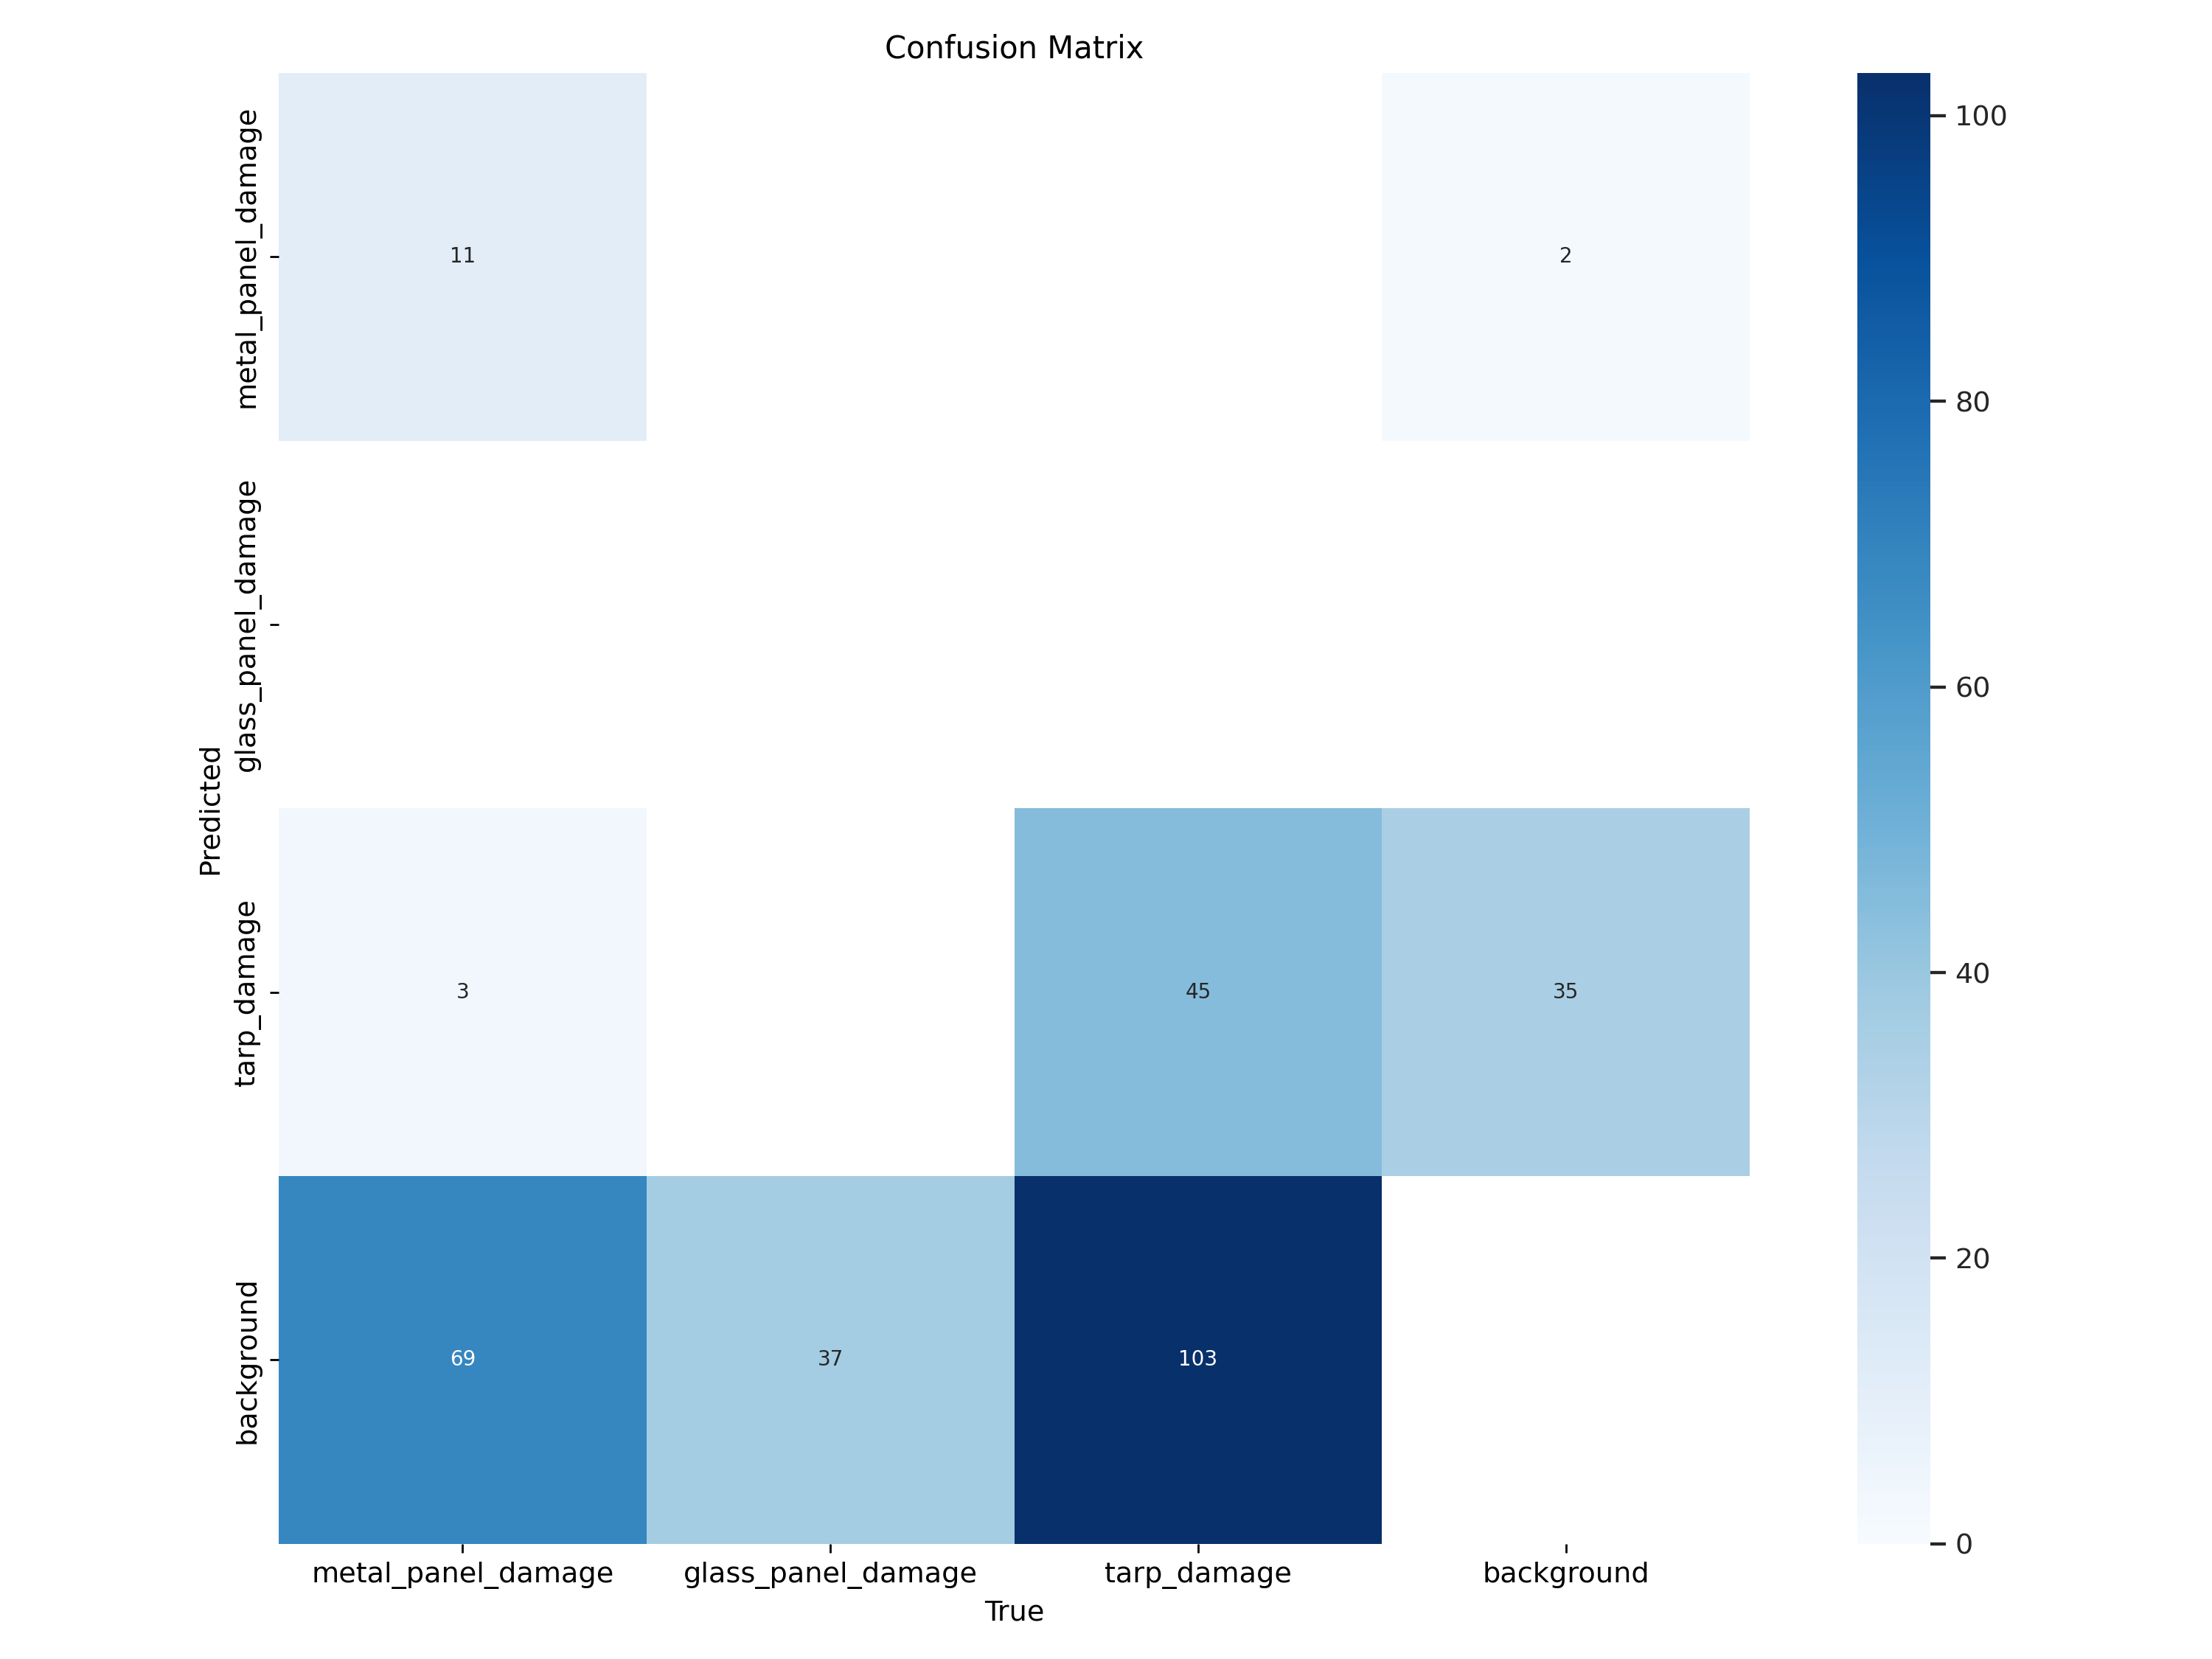 Confusion Matrix
metal_panel_damage
11
2
100
80
glass_panel_damage
60
Predicted
tarp_damage
3
45
35
40
20
background
69
37
103
0
metal_panel_damage
glass_panel_damage
tarp_damage
background
True